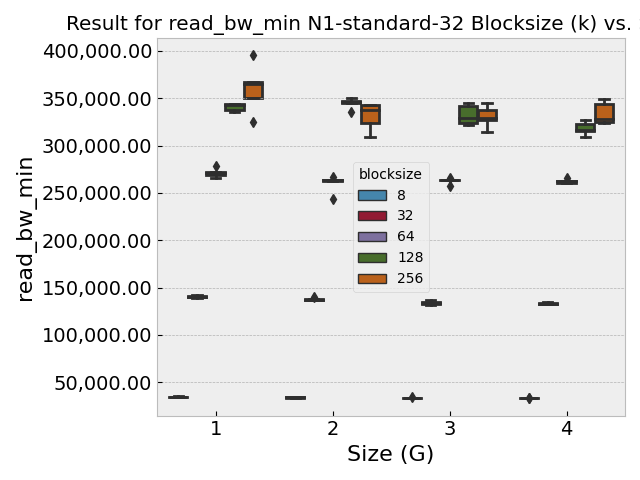 Result for read_bw_min N1-standard-32 Blocksize (k) vs.
400,000.00
350,000.00
300,000.00
250,000.00
200,000.00
150,000.00
100,000.00
50,000.00
read_bw_min
blocksize
8
32
64
128
256
1 2 3 4
Size (G)